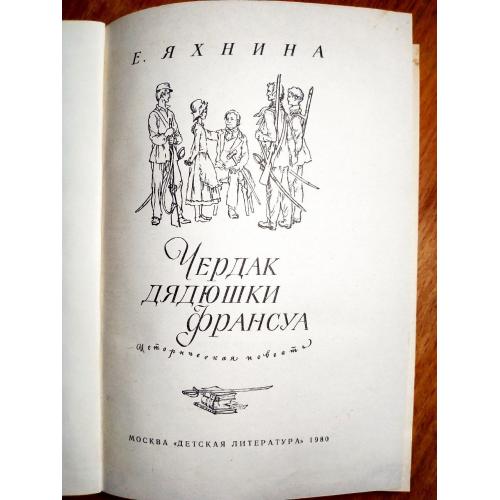 Е. ЯХНИНА
ЧЕРДАК
ДЯДЮШКИ
ФРАНСУА
историческая повесть
МОСКВА «ДЕТСКАЯ ЛИТЕРАТУРА» 1980